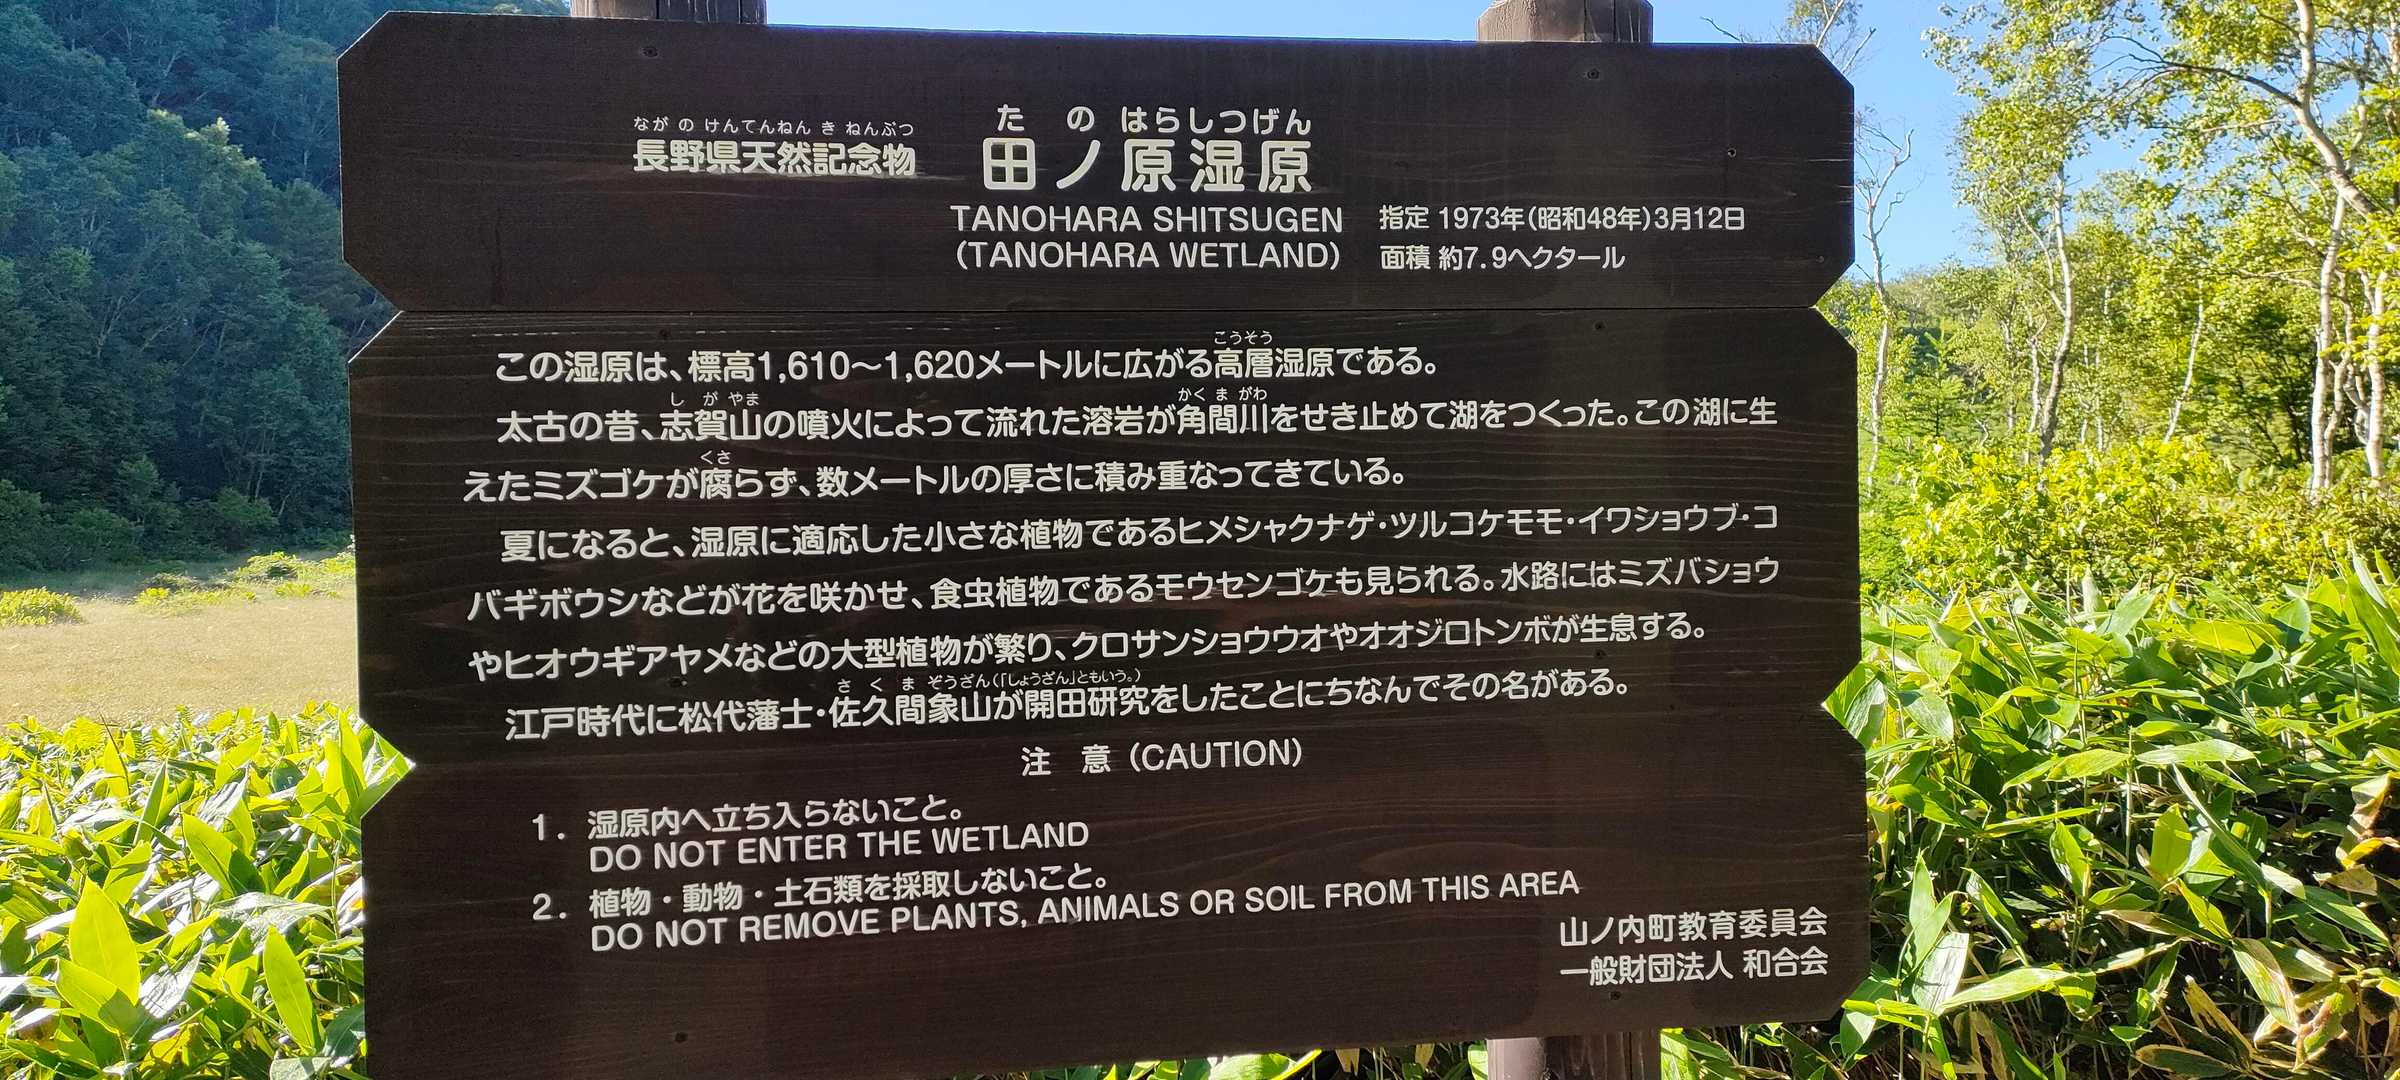 ながのけんてんねんきねんぶつ
長野県天然記念物
たのはらしつげん
田ノ原湿原
TANOHARA SHITSUGEN
(TANOHARA WETLAND)
指定 1973年(昭和48年)3月12日
面積 約7.9ヘクタール
こうそう
この湿原は、標高1,610〜1,620メートルに広がる高層湿原である。
しがやま かくまがわ
太古の昔、志賀山の噴火によって流れた溶岩が角間川をせき止めて湖をつくった。この湖に生
くさ
えたミズゴケが腐らず、数メートルの厚さに積み重なってきている。
夏になると、湿原に適応した小さな植物であるヒメシャクナゲ・ツルコケモモ・イワショウブ・コ
バギボウシなどが花を咲かせ、食虫植物であるモウセンゴケも見られる。水路にはミズバショウ
やヒオウギアヤメなどの大型植物が繁り、クロサンショウウオやオオジロトンボが生息する。
さくまぞうざん(「しょうざん」ともいう。)
江戸時代に松代藩士・佐久間象山が開田研究をしたことにちなんでその名がある。
注 意 (CAUTION)
1. 湿原内へ立ち入らないこと。
DO NOT ENTER THE WETLAND
2. 植物・動物・土石類を採取しないこと。
DO NOT REMOVE PLANTS, ANIMALS OR SOIL FROM THIS AREA
山ノ内町教育委員会
一般財団法人 和合会